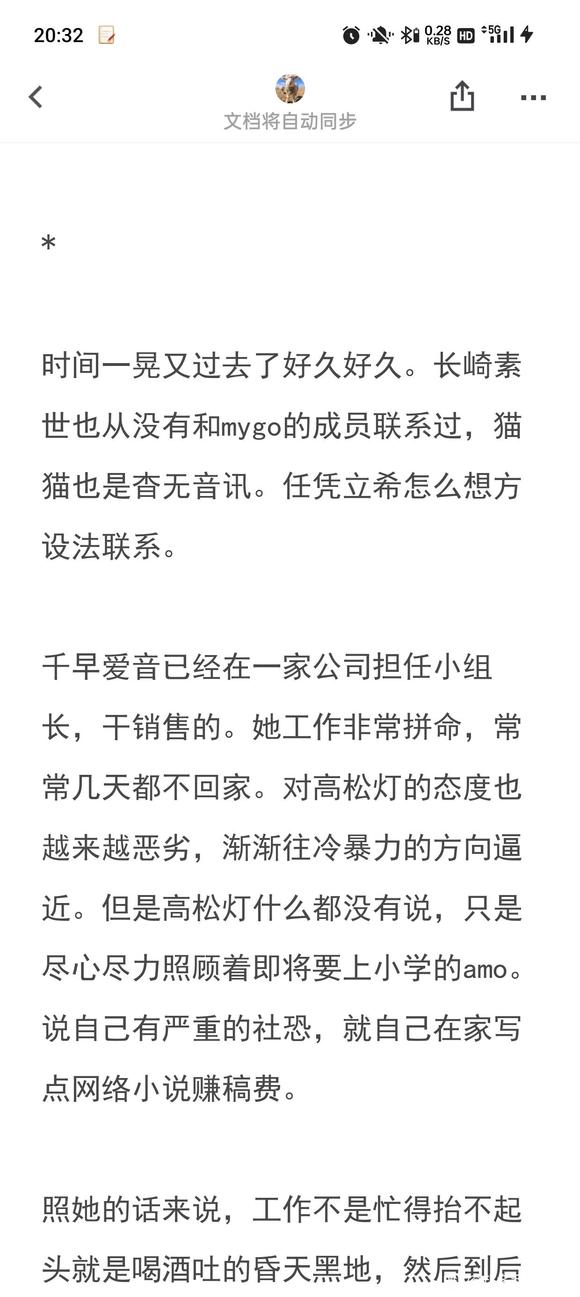 20:32
0.28
KB/S
HD
5G
文档将自动同步
*
时间一晃又过去了好久好久。长崎素
世也从没有和mygo的成员联系过，猫
猫也是杳无音讯。任凭立希怎么想方
设法联系。
千早爱音已经在一家公司担任小组
长，干销售的。她工作非常拼命，常
常几天都不回家。对高松灯的态度也
越来越恶劣，渐渐往冷暴力的方向逼
近。但是高松灯什么都没有说，只是
尽心尽力照顾着即将要上小学的amo。
说自己有严重的社恐，就自己在家写
点网络小说赚稿费。
照她的话来说，工作不是忙得抬不起
头就是喝酒吐的昏天黑地，然后到后